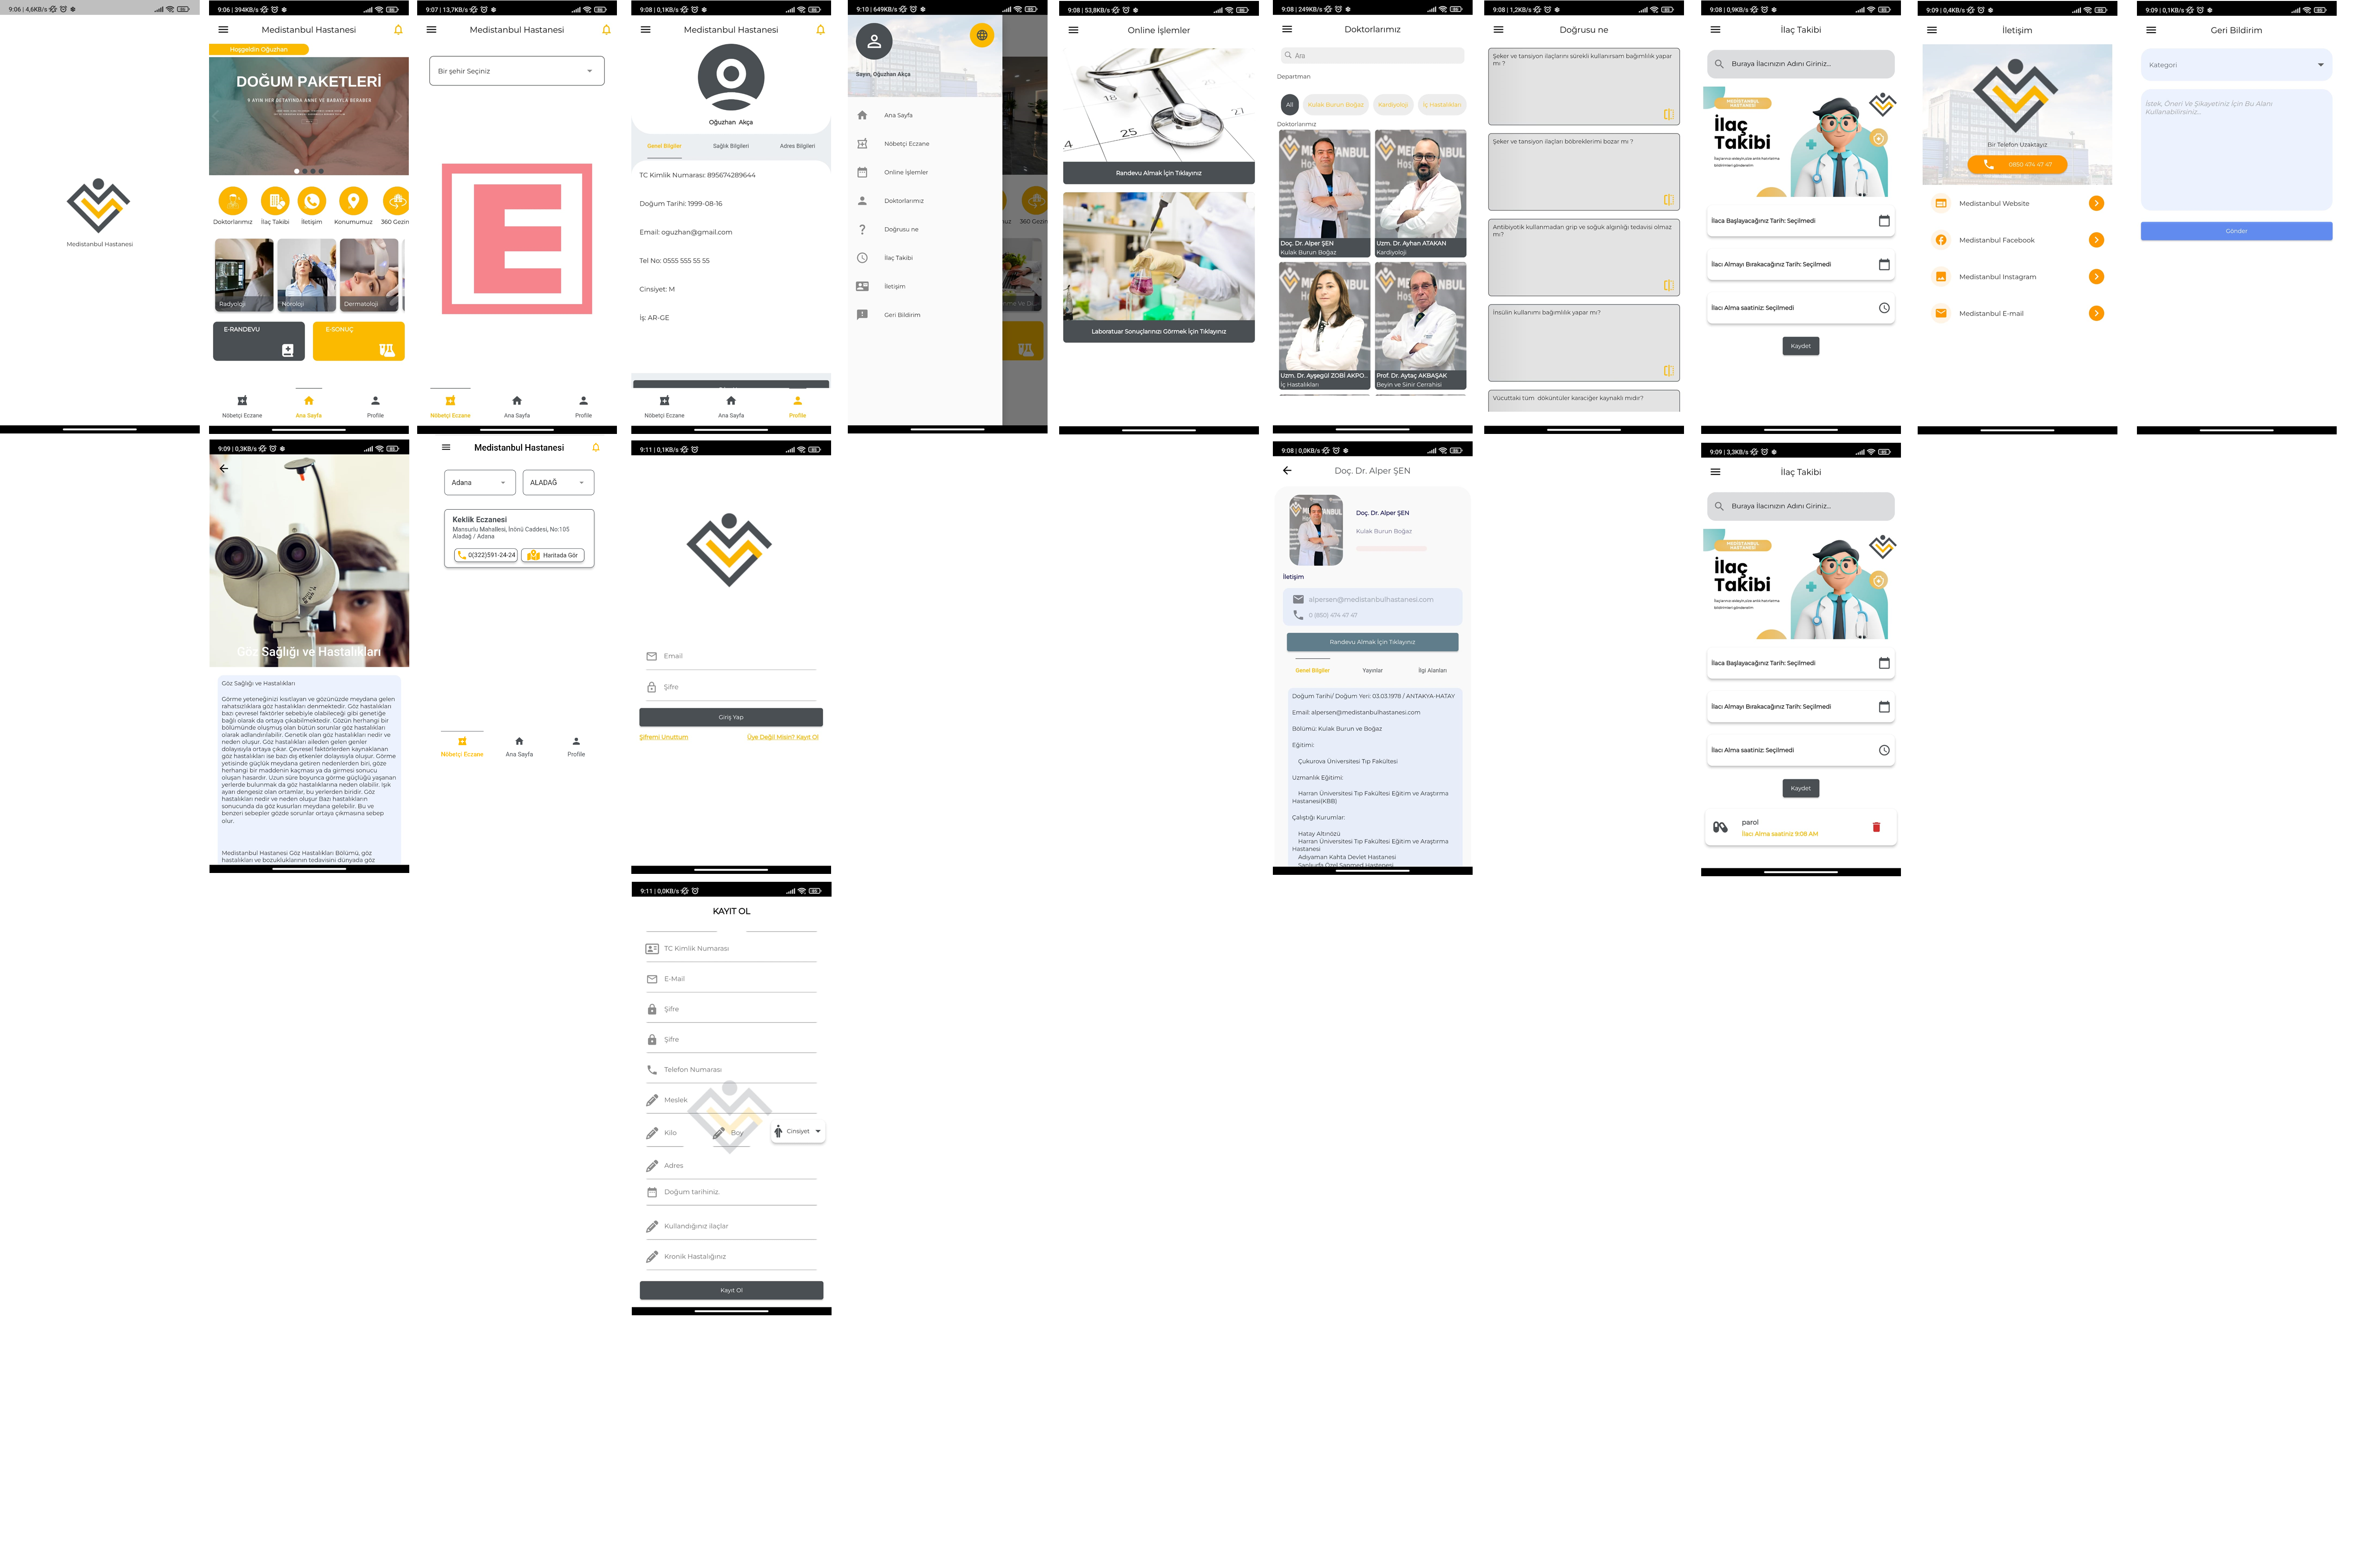 9:06 | 4,6KB/s
Medistanbul Hastanesi
9:06 | 394KB/s
Medistanbul Hastanesi
Hoşgeldin Oğuzhan
DOĞUM PAKETLERİ
9 AYIN HER DETAYINDA ANNE VE BABAYLA BERABER
Doktorlarımız
İlaç Takibi
İletişim
Konumumuz
360 Gezin
Radyoloji
Nöroloji
Dermatoloji
E-RANDEVU
E-SONUÇ
Nöbetçi Eczane
Ana Sayfa
Profile
9:07 | 13,7KB/s
Medistanbul Hastanesi
Bir şehir Seçiniz
E
Nöbetçi Eczane
Ana Sayfa
Profile
9:08 | 0,1KB/s
Medistanbul Hastanesi
Oğuzhan Akça
Genel Bilgiler
Sağlık Bilgileri
Adres Bilgileri
TC Kimlik Numarası: 895674289644
Doğum Tarihi: 1999-08-16
Email: oguzhan@gmail.com
Tel No: 0555 555 55 55
Cinsiyet: M
İş: AR-GE
Nöbetçi Eczane
Ana Sayfa
Profile
9:10 | 649KB/s
Sayın, Oğuzhan Akça
Ana Sayfa
Nöbetçi Eczane
Online İşlemler
Doktorlarımız
Doğrusu ne
İlaç Takibi
İletişim
Geri Bildirim
360 Gezin
9:08 | 53,8KB/s
Online İşlemler
18
25
27
4
Randevu Almak İçin Tıklayınız
Laboratuar Sonuçlarınızı Görmek İçin Tıklayınız
9:08 | 249KB/s
Doktorlarımız
Ara
Departman
All
Kulak Burun Boğaz
Kardiyoloji
İç Hastalıkları
Doktorlarımız
Doç. Dr. Alper ŞEN
Kulak Burun Boğaz
Uzm. Dr. Ayhan ATAKAN
Kardiyoloji
Uzm. Dr. Ayşegül ZOBİ AKPO...
İç Hastalıkları
Prof. Dr. Aytaç AKBAŞAK
Beyin ve Sinir Cerrahisi
9:08 | 1,2KB/s
Doğrusu ne
Şeker ve tansiyon ilaçlarını sürekli kullanırsam bağımlılık yapar
mı ?
Şeker ve tansiyon ilaçları böbreklerimi bozar mı ?
Antibiyotik kullanmadan grip ve soğuk algınlığı tedavisi olmaz
mı?
İnsülin kullanımı bağımlılık yapar mı?
Vücuttaki tüm döküntüler karaciğer kaynaklı mıdır?
9:08 | 0,9KB/s
İlaç Takibi
Buraya İlacınızın Adını Giriniz...
MEDİSTANBUL
HASTANESİ
İlaç
Takibi
İlaca Başlayacağınız Tarih: Seçilmedi
İlacı Almayı Bırakacağınız Tarih: Seçilmedi
İlacı Alma saatiniz: Seçilmedi
Kaydet
9:09 | 0,4KB/s
İletişim
Bir Telefon Uzaktayız
0850 474 47 47
Medistanbul Website
Medistanbul Facebook
Medistanbul Instagram
Medistanbul E-mail
9:09 | 0,1KB/s
Geri Bildirim
Kategori
İstek, Öneri Ve Şikayetiniz İçin Bu Alanı
Kullanabilirsiniz...
Gönder
9:09 | 0,3KB/s
Göz Sağlığı ve Hastalıkları
Göz Sağlığı ve Hastalıkları
Görme yeteneğinizi kısıtlayan ve gözünüzde meydana gelen
rahatsızlıklara göz hastalıkları denmektedir. Göz hastalıkları
bazı çevresel faktörler sebebiyle olabileceği gibi genetiğe
bağlı olarak da ortaya çıkabilmektedir. Gözün herhangi bir
bölümünde oluşmuş olan bütün sorunlar göz hastalıkları
olarak adlandırılabilir. Genetik olan göz hastalıkları nedir ve
neden oluşur. Göz hastalıkları aileden gelen genler
dolayısıyla ortaya çıkar. Çevresel faktörlerden kaynaklanan
göz hastalıkları ise bazı dış etkenler dolayısıyla oluşur. Görme
yetisinde güçlük meydana getiren nedenlerden biri, göze
herhangi bir maddenin kaçması ya da girmesi sonucu
oluşan hasardır. Uzun süre boyunca görme güçlüğü yaşanan
yerlerde bulunmak da göz hastalıklarına neden olabilir. Işık
ayarı dengesiz olan ortamlar, bu yerlerden biridir. Göz
hastalıkları nedir ve neden oluşur Bazı hastalıkların
sonucunda da göz kusurları meydana gelebilir. Bu ve
benzeri sebepler gözde sorunlar ortaya çıkmasına sebep
olur.
Medistanbul Hastanesi Göz Hastalıkları Bölümü, göz
hastalıkları ve bozukluklarının tedavisini dünyada göz
Medistanbul Hastanesi
Adana
ALADAĞ
Keklik Eczanesi
Mansurlu Mahallesi, İnönü Caddesi, No:105
Aladağ / Adana
0(322)591-24-24
Haritada Gör
Nöbetçi Eczane
Ana Sayfa
Profile
9:11 | 0,1KB/s
Email
Şifre
Giriş Yap
Şifremi Unuttum
Üye Değil Misin? Kayıt Ol
9:08 | 0,0KB/s
Doç. Dr. Alper ŞEN
Doç. Dr. Alper ŞEN
Kulak Burun Boğaz
İletişim
alpersen@medistanbulhastanesi.com
0 (850) 474 47 47
Randevu Almak İçin Tıklayınız
Genel Bilgiler
Yayınlar
İlgi Alanları
Doğum Tarihi/ Doğum Yeri: 03.03.1978 / ANTAKYA-HATAY
Email: alpersen@medistanbulhastanesi.com
Bölümü: Kulak Burun ve Boğaz
Eğitimi:
Çukurova Üniversitesi Tıp Fakültesi
Uzmanlık Eğitimi:
Harran Üniversitesi Tıp Fakültesi Eğitim ve Araştırma
Hastanesi(KBB)
Çalıştığı Kurumlar:
Hatay Altınözü
Harran Üniversitesi Tıp Fakültesi Eğitim ve Araştırma
Hastanesi
Adıyaman Kahta Devlet Hastanesi
Şanlıurfa Özel Sanmed Hastanesi
9:09 | 3,3KB/s
İlaç Takibi
Buraya İlacınızın Adını Giriniz...
MEDİSTANBUL
HASTANESİ
İlaç
Takibi
İlaca Başlayacağınız Tarih: Seçilmedi
İlacı Almayı Bırakacağınız Tarih: Seçilmedi
İlacı Alma saatiniz: Seçilmedi
Kaydet
parol
İlacı Alma saatiniz 9:08 AM
9:11 | 0,0KB/s
KAYIT OL
TC Kimlik Numarası
E-Mail
Şifre
Şifre
Telefon Numarası
Meslek
Kilo
Boy
Cinsiyet
Adres
Doğum tarihiniz.
Kullandığınız ilaçlar
Kronik Hastalığınız
Kayıt Ol